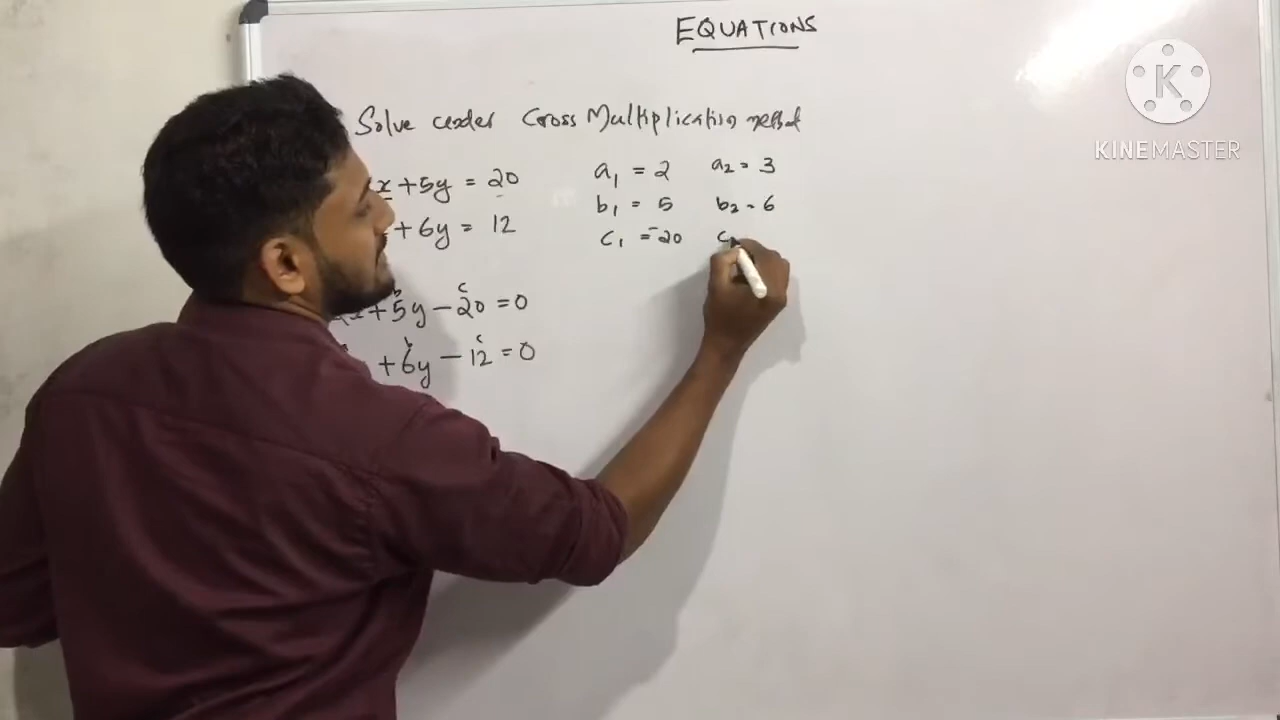 EQUATIONS
K
KINEMASTER
Solve under Cross Multiplication method
x + 5y = 20
+ 6y = 12
a₁ = 2 a₂ = 3
b₁ = 5 b₂ = 6
c₁ = -20 c
b c
x + 5y - 20 = 0
b c
+ 6y - 12 = 0